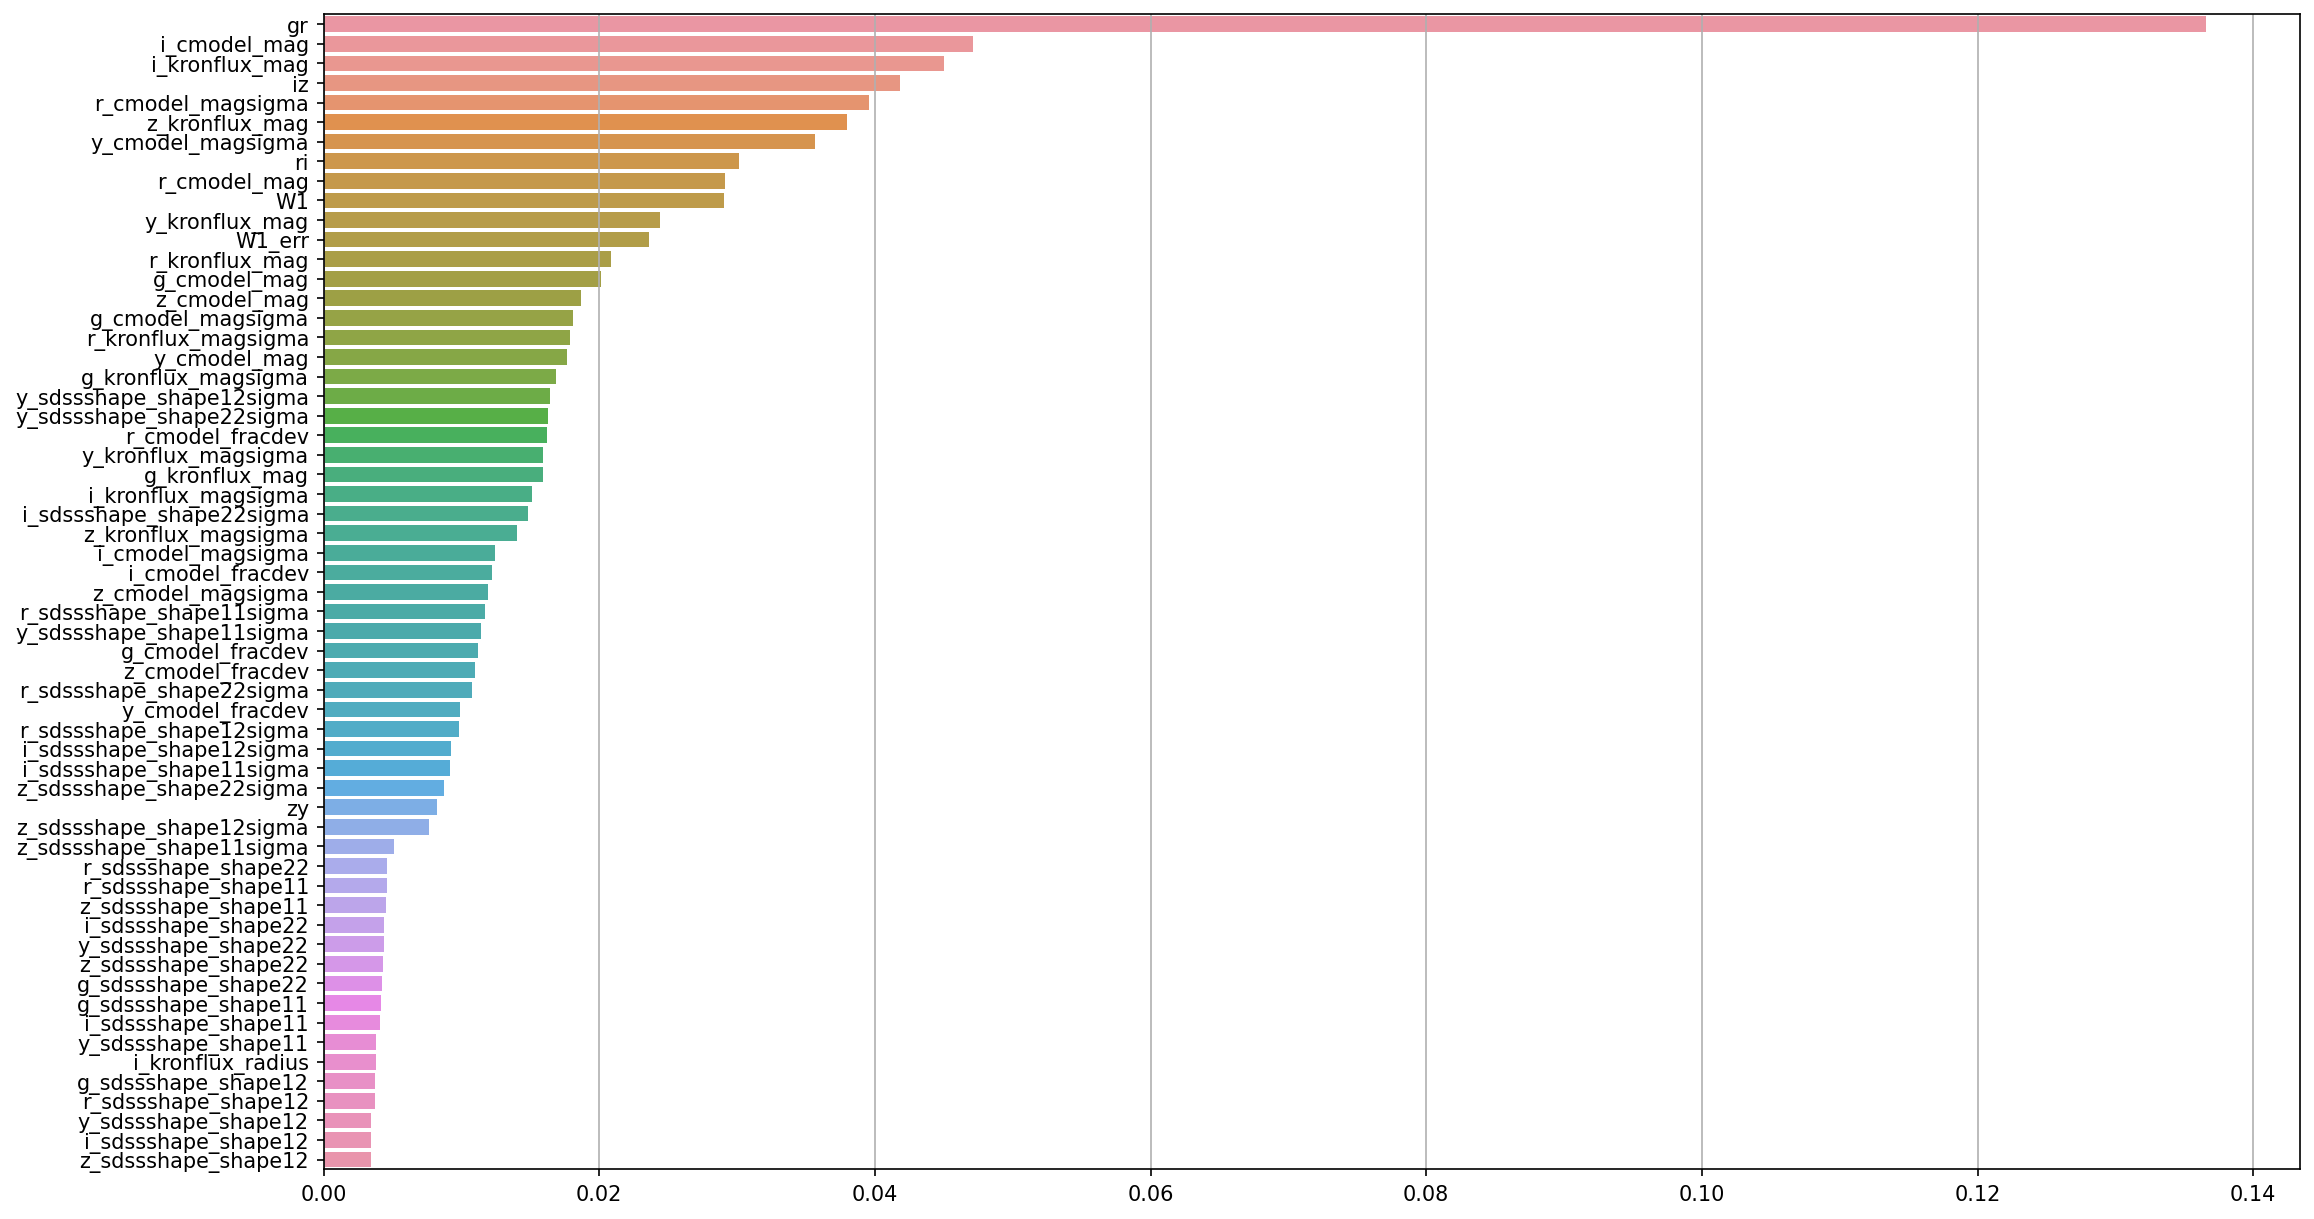 gr
i_cmodel_mag
i_kronflux_mag
iz
r_cmodel_magsigma
z_kronflux_mag
y_cmodel_magsigma
ri
r_cmodel_mag
W1
y_kronflux_mag
W1_err
r_kronflux_mag
g_cmodel_mag
z_cmodel_mag
g_cmodel_magsigma
r_kronflux_magsigma
y_cmodel_mag
g_kronflux_magsigma
y_sdssshape_shape12sigma
y_sdssshape_shape22sigma
r_cmodel_fracdev
y_kronflux_magsigma
g_kronflux_mag
i_kronflux_magsigma
i_sdssshape_shape22sigma
z_kronflux_magsigma
i_cmodel_magsigma
i_cmodel_fracdev
z_cmodel_magsigma
r_sdssshape_shape11sigma
y_sdssshape_shape11sigma
g_cmodel_fracdev
z_cmodel_fracdev
r_sdssshape_shape22sigma
y_cmodel_fracdev
r_sdssshape_shape12sigma
i_sdssshape_shape12sigma
i_sdssshape_shape11sigma
z_sdssshape_shape22sigma
zy
z_sdssshape_shape12sigma
z_sdssshape_shape11sigma
r_sdssshape_shape22
r_sdssshape_shape11
z_sdssshape_shape11
i_sdssshape_shape22
y_sdssshape_shape22
z_sdssshape_shape22
g_sdssshape_shape22
g_sdssshape_shape11
i_sdssshape_shape11
y_sdssshape_shape11
i_kronflux_radius
g_sdssshape_shape12
r_sdssshape_shape12
y_sdssshape_shape12
i_sdssshape_shape12
z_sdssshape_shape12
0.00 0.02 0.04 0.06 0.08 0.10 0.12 0.14